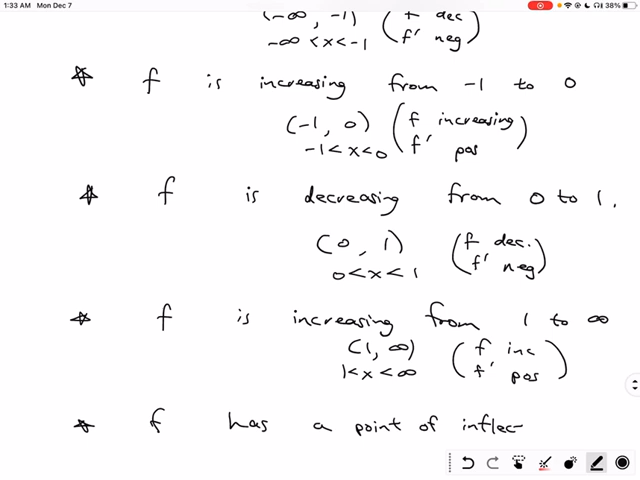 1:33 AM Mon Dec 7
38%
(-∞, -1) (f dec
-∞ < x < -1 f' neg)
☆ f is increasing from -1 to 0
(-1, 0) (f increasing
-1 < x < 0 f' pos)
☆ f is decreasing from 0 to 1.
(0, 1) (f dec.
0 < x < 1 f' neg)
☆ f is increasing from 1 to ∞
(1, ∞) (f inc
1 < x < ∞ f' pos)
☆ f has a point of inflec